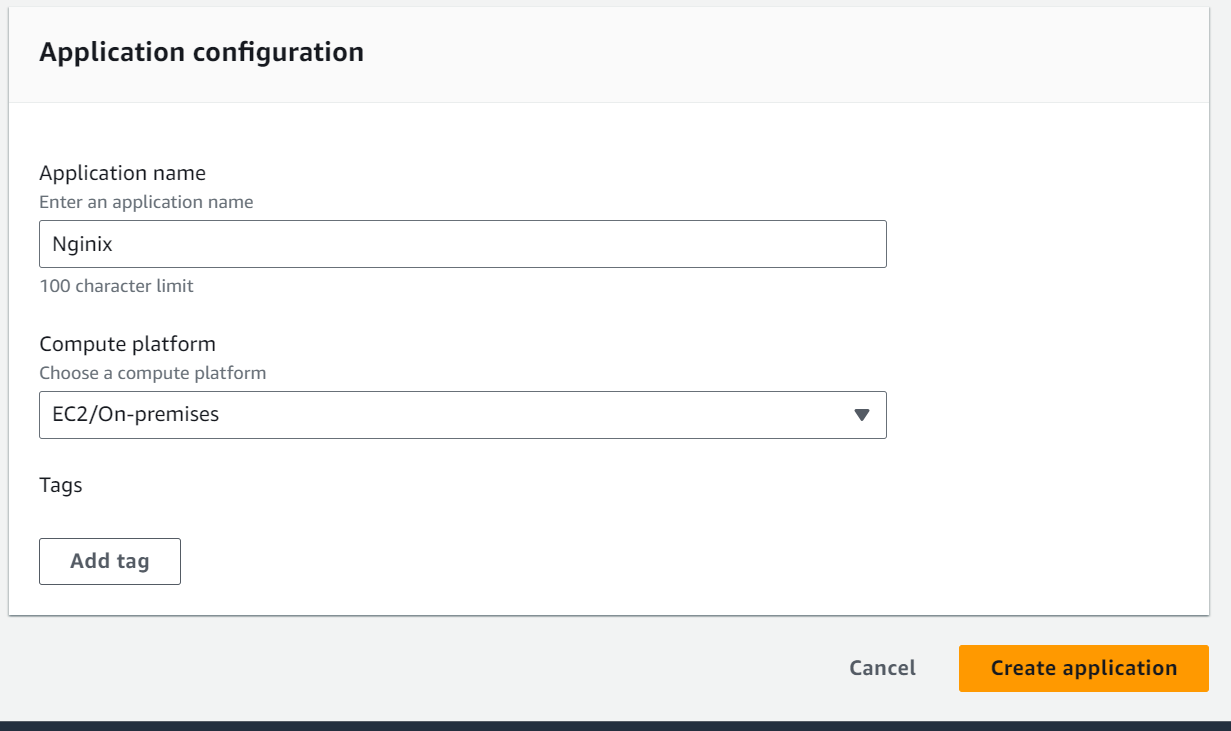 Application configuration
Application name
Enter an application name
Nginix
100 character limit
Compute platform
Choose a compute platform
EC2/On-premises
Tags
Add tag
Cancel
Create application